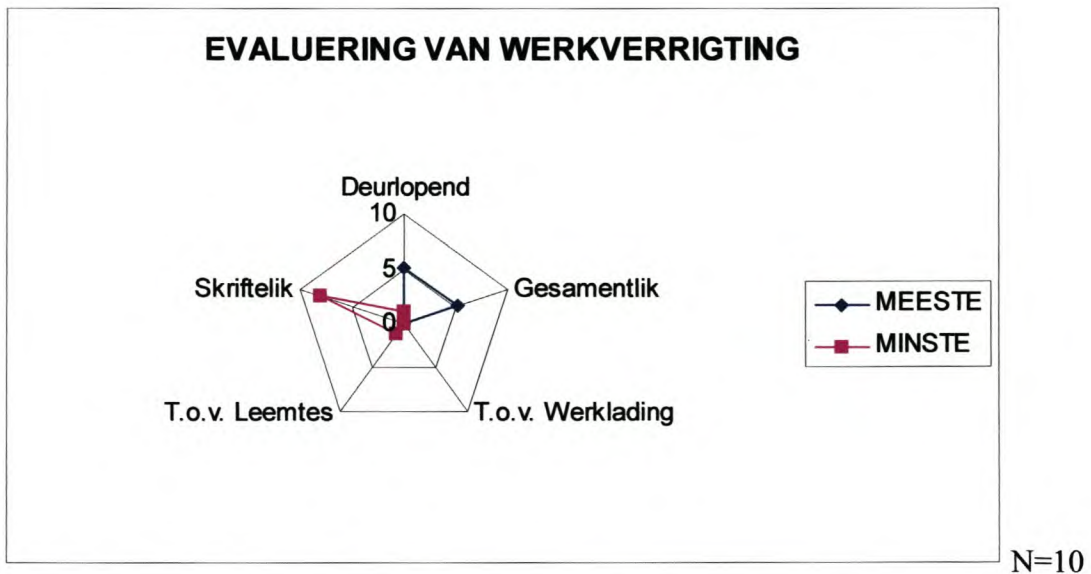 EVALUERING VAN WERKVERRIGTING
Deurlopend
10
5
0
Skriftelik
Gesamentlik
T.o.v. Leemtes
T.o.v. Werklading
MEESTE
MINSTE
N=10